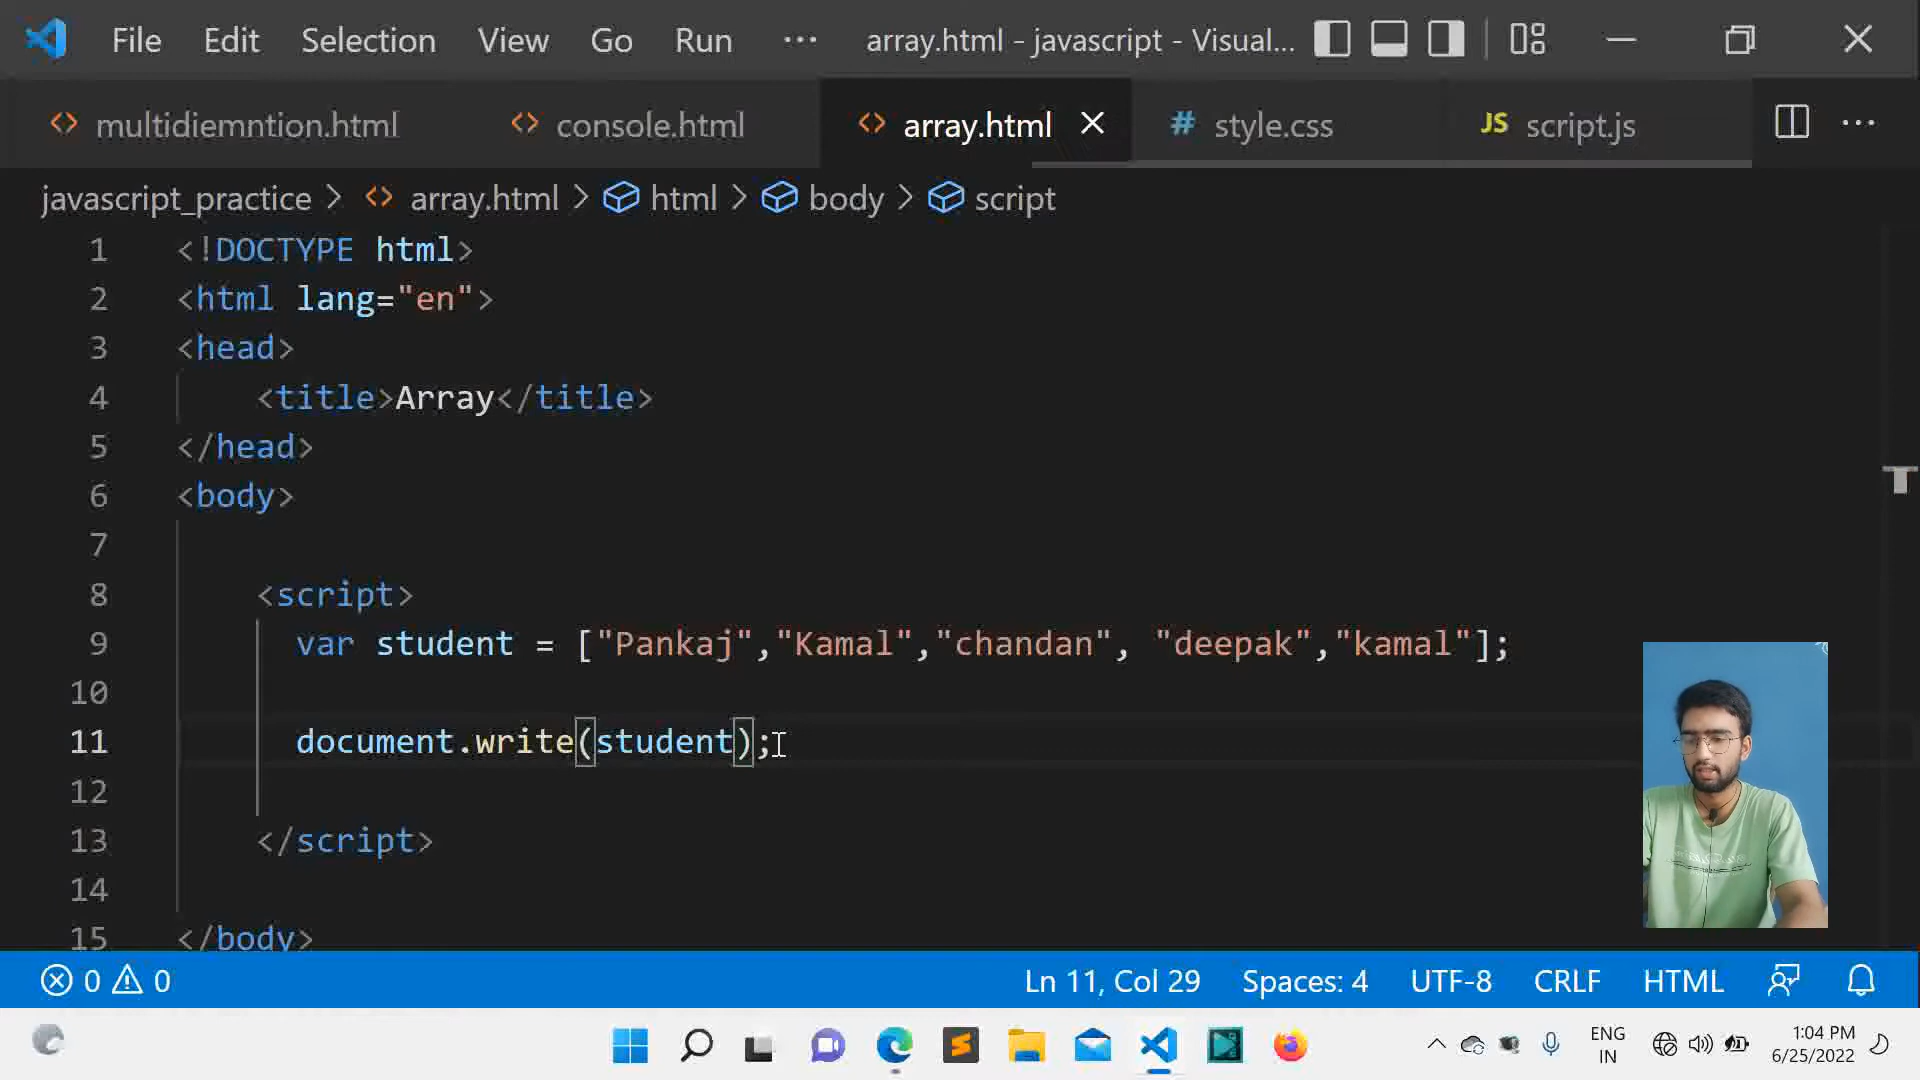 File Edit Selection View Go Run ··· array.html - javascript - Visual...
multidiemntion.html console.html array.html # style.css JS script.js ···
javascript_practice > array.html > html > body > script
1 <!DOCTYPE html>
2 <html lang="en">
3 <head>
4 <title>Array</title>
5 </head>
6 <body>
7
8 <script>
9 var student = ["Pankaj","Kamal","chandan", "deepak","kamal"];
10
11 document.write(student);
12
13 </script>
14
15 </body>
0 0 Ln 11, Col 29 Spaces: 4 UTF-8 CRLF HTML
ENG 1:04 PM
IN 6/25/2022